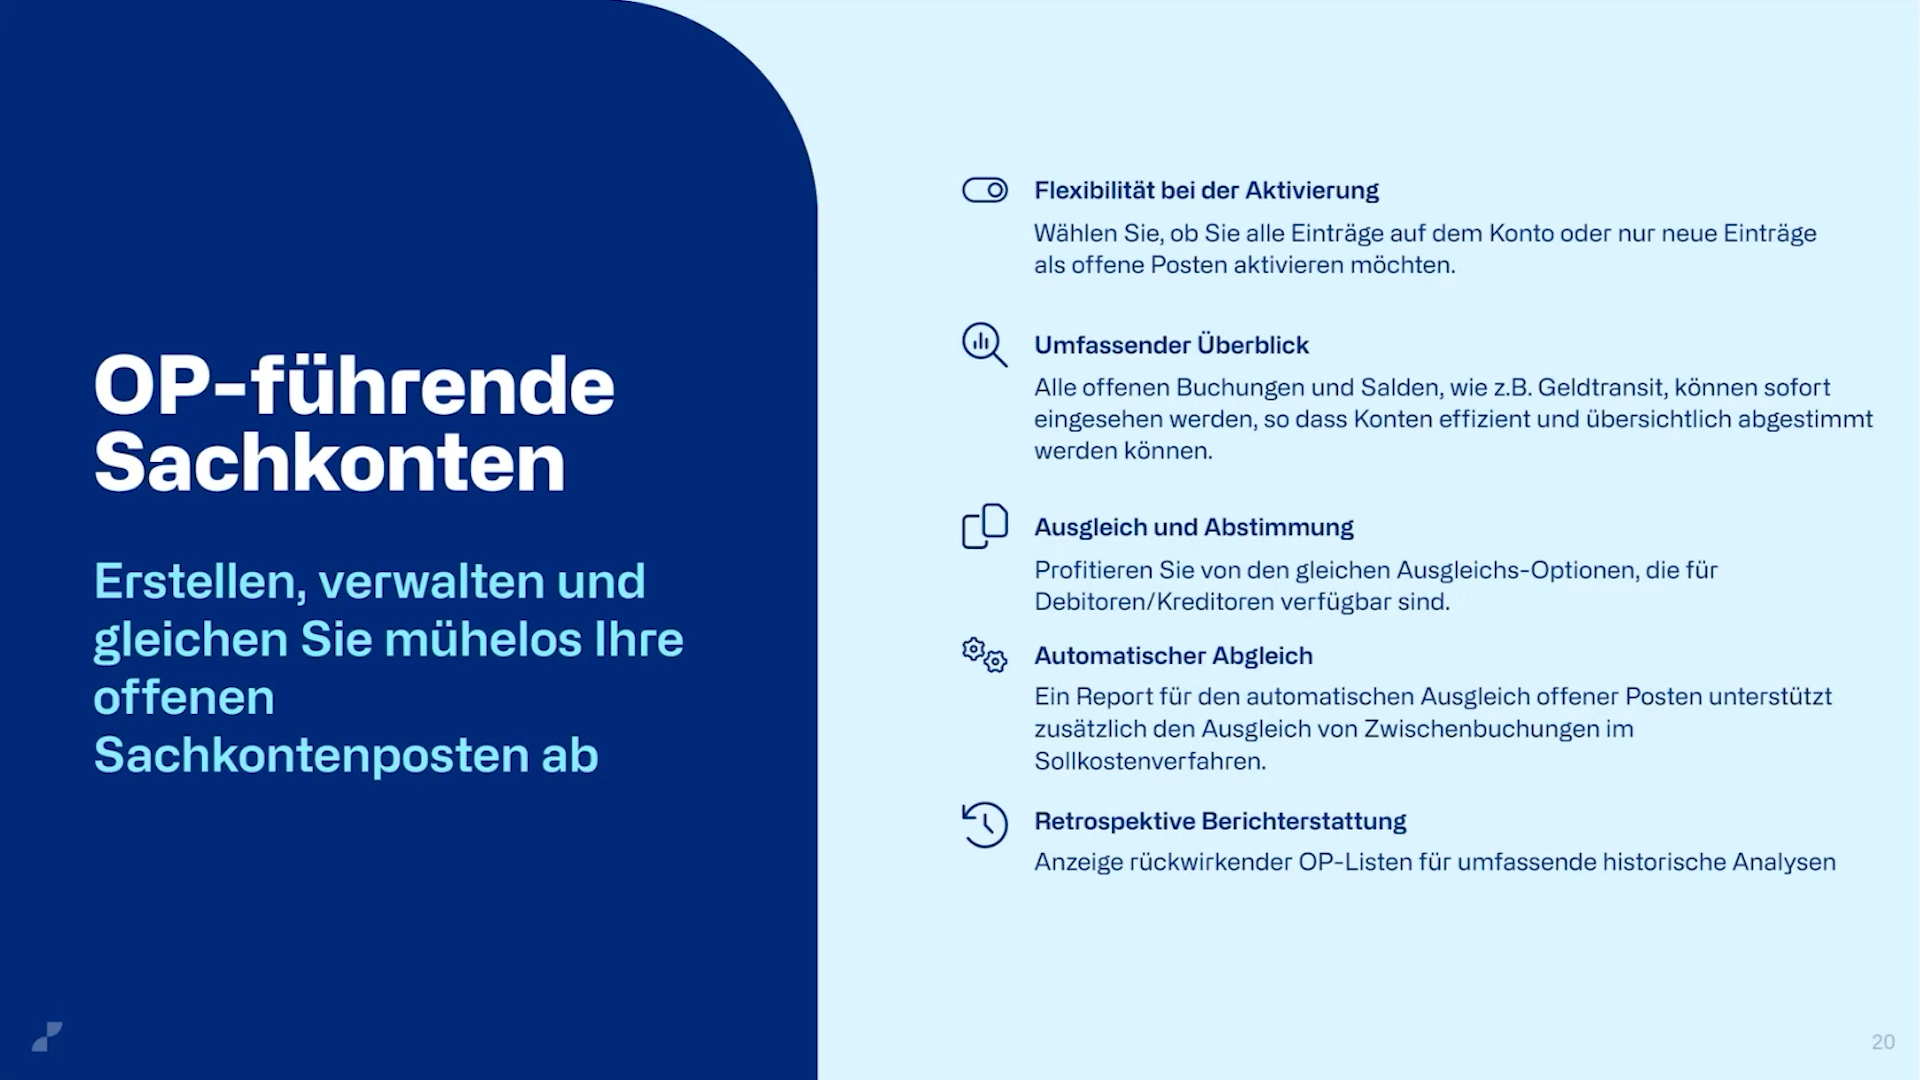 OP-führende
Sachkonten
Erstellen, verwalten und
gleichen Sie mühelos Ihre
offenen
Sachkontenposten ab
Flexibilität bei der Aktivierung
Wählen Sie, ob Sie alle Einträge auf dem Konto oder nur neue Einträge
als offene Posten aktivieren möchten.
Umfassender Überblick
Alle offenen Buchungen und Salden, wie z.B. Geldtransit, können sofort
eingesehen werden, so dass Konten effizient und übersichtlich abgestimmt
werden können.
Ausgleich und Abstimmung
Profitieren Sie von den gleichen Ausgleichs-Optionen, die für
Debitoren/Kreditoren verfügbar sind.
Automatischer Abgleich
Ein Report für den automatischen Ausgleich offener Posten unterstützt
zusätzlich den Ausgleich von Zwischenbuchungen im
Sollkostenverfahren.
Retrospektive Berichterstattung
Anzeige rückwirkender OP-Listen für umfassende historische Analysen
20